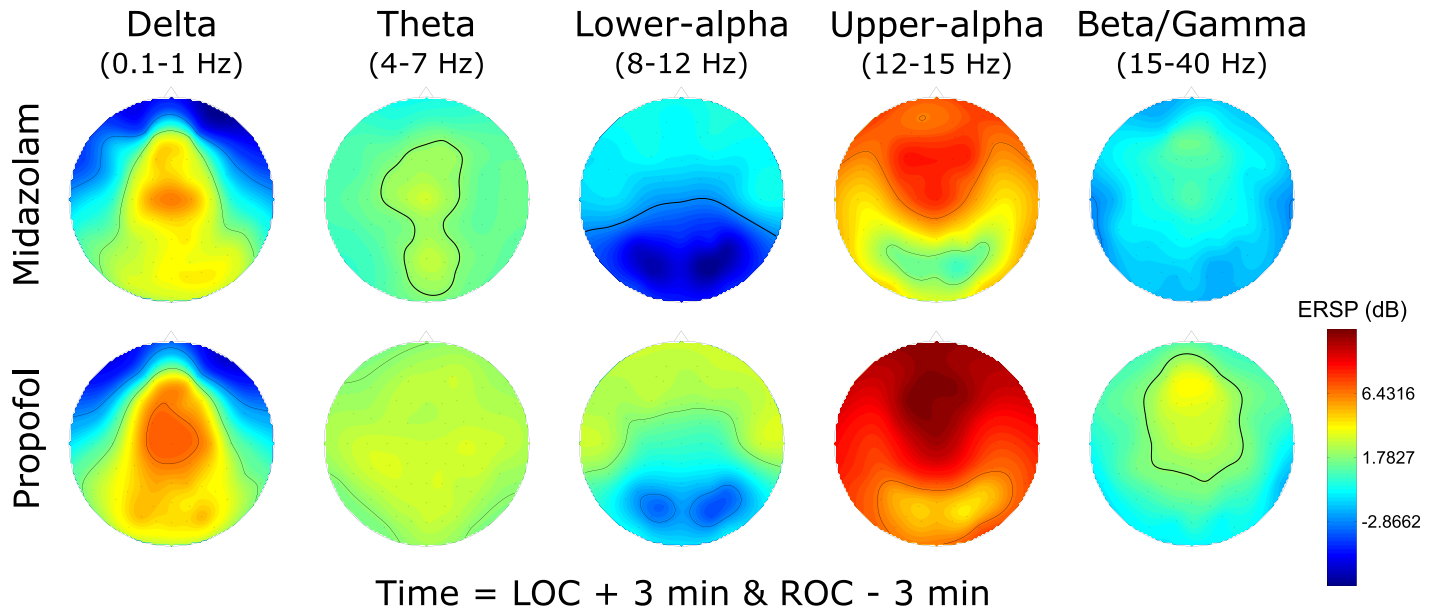 Delta Theta Lower-alpha Upper-alpha Beta/Gamma
(0.1-1 Hz) (4-7 Hz) (8-12 Hz) (12-15 Hz) (15-40 Hz)
Midazolam
Propofol
ERSP (dB)
6.4316
1.7827
-2.8662
Time = LOC + 3 min & ROC - 3 min